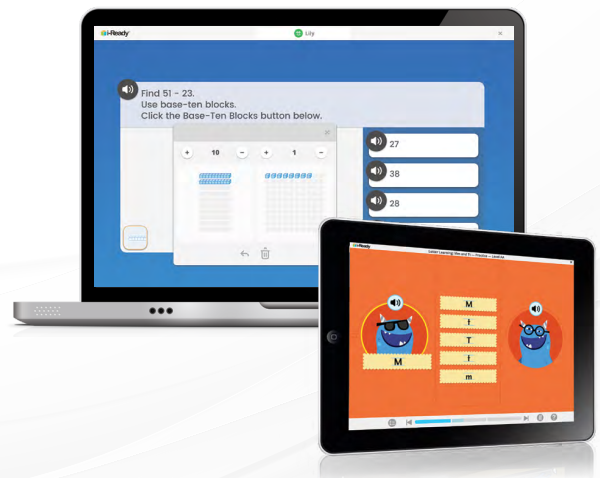 i-Ready
Lily
×
Find 51 - 23.
Use base-ten blocks.
Click the Base-Ten Blocks button below.
×
+ 10 − + 1 −
27
38
28
i-Ready
M
t
T
t
m
M